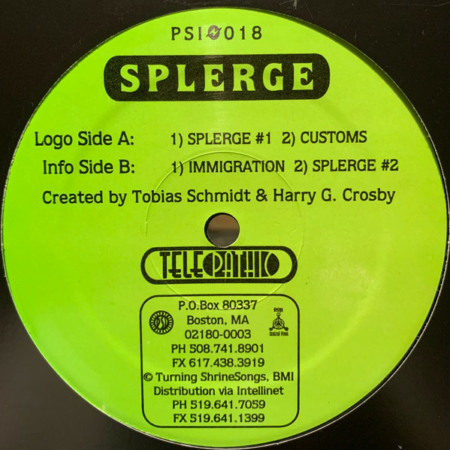 PSI 018
SPLERGE
Logo Side A: 1) SPLERGE #1 2) CUSTOMS
Info Side B: 1) IMMIGRATION 2) SPLERGE #2
Created by Tobias Schmidt & Harry G. Crosby
TELEPATHIC
P.O.Box 80337
Boston, MA
02180-0003
PH 508.741.8901
FX 617.438.3919
© Turning ShrineSongs, BMI
Distribution via Intellinet
PH 519.641.7059
FX 519.641.1399